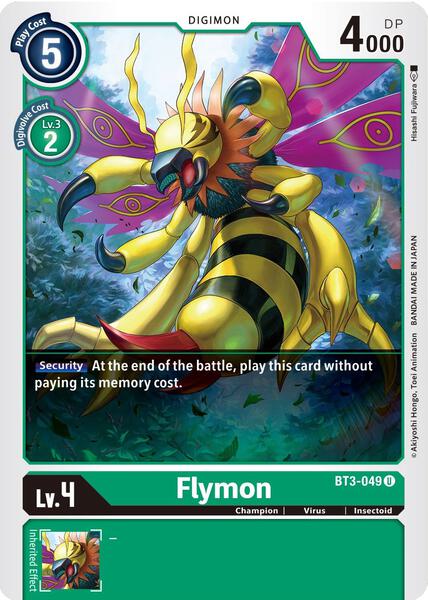 Play Cost
5
DIGIMON
4000
DP
Digivolve Cost
Lv.3
2
Hisashi Fujiwara
© Akiyoshi Hongo, Toei Animation BANDAI MADE IN JAPAN
Security At the end of the battle, play this card without
paying its memory cost.
Lv.4
Flymon
BT3-049 U
Champion | Virus | Insectoid
Inherited Effect
–